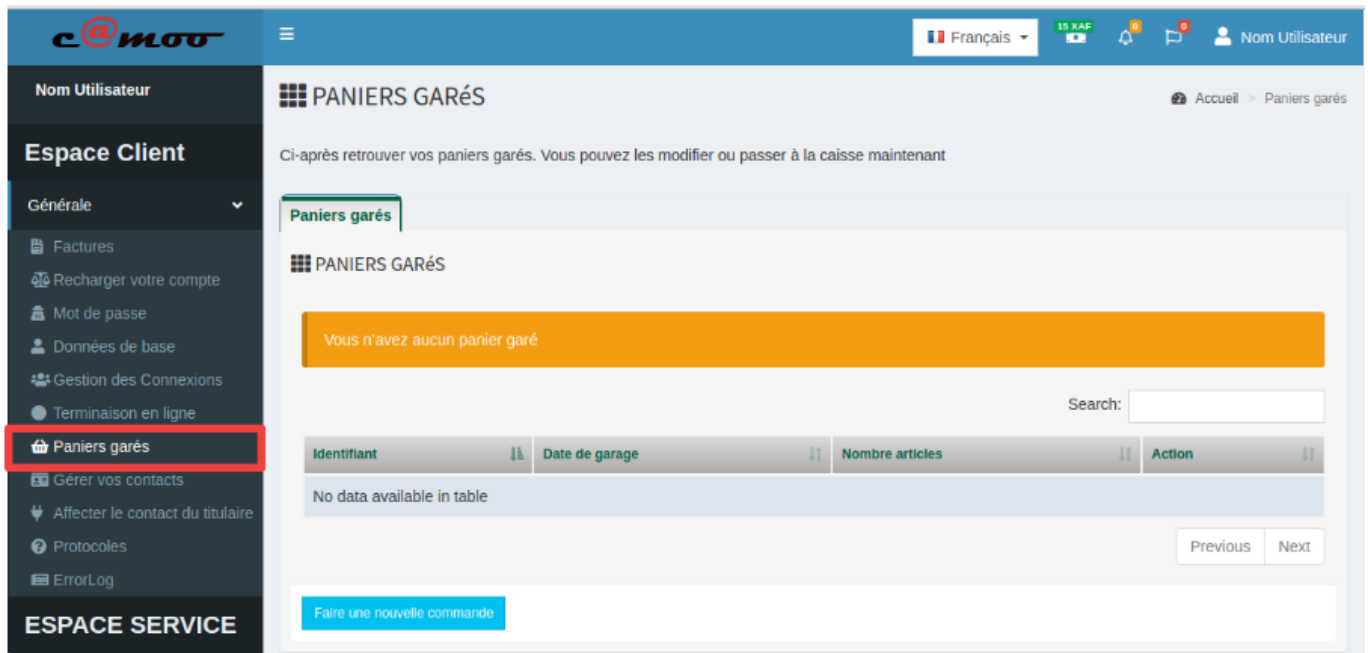 c@moo
Français
15 XAF
0
0
Nom Utilisateur
Nom Utilisateur
PANIERS GARéS
Accueil > Paniers garés
Espace Client
Ci-après retrouver vos paniers garés. Vous pouvez les modifier ou passer à la caisse maintenant
Générale
Paniers garés
Factures
PANIERS GARéS
Recharger votre compte
Mot de passe
Vous n'avez aucun panier garé
Données de base
Gestion des Connexions
Search:
Terminaison en ligne
Paniers garés
Identifiant Date de garage Nombre articles Action
Gérer vos contacts
No data available in table
Affecter le contact du titulaire
Protocoles
Previous Next
ErrorLog
Faire une nouvelle commande
ESPACE SERVICE